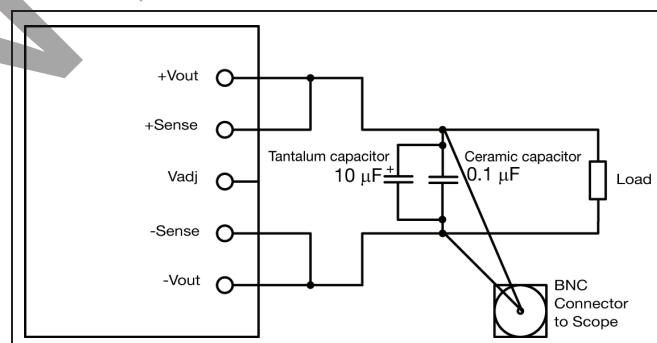 +Vout
+Sense
Vadj
-Sense
-Vout
Tantalum capacitor
10 μF
+
Ceramic capacitor
0.1 μF
Load
BNC
Connector
to Scope